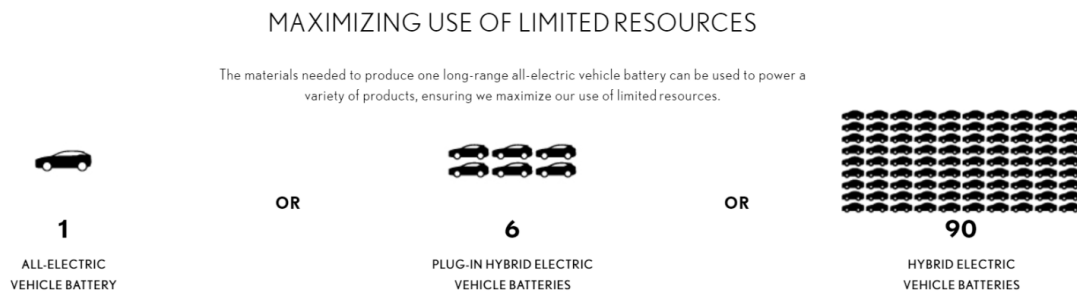 MAXIMIZING USE OF LIMITED RESOURCES
The materials needed to produce one long-range all-electric vehicle battery can be used to power a
variety of products, ensuring we maximize our use of limited resources.
1
ALL-ELECTRIC
VEHICLE BATTERY
OR
6
PLUG-IN HYBRID ELECTRIC
VEHICLE BATTERIES
OR
90
HYBRID ELECTRIC
VEHICLE BATTERIES